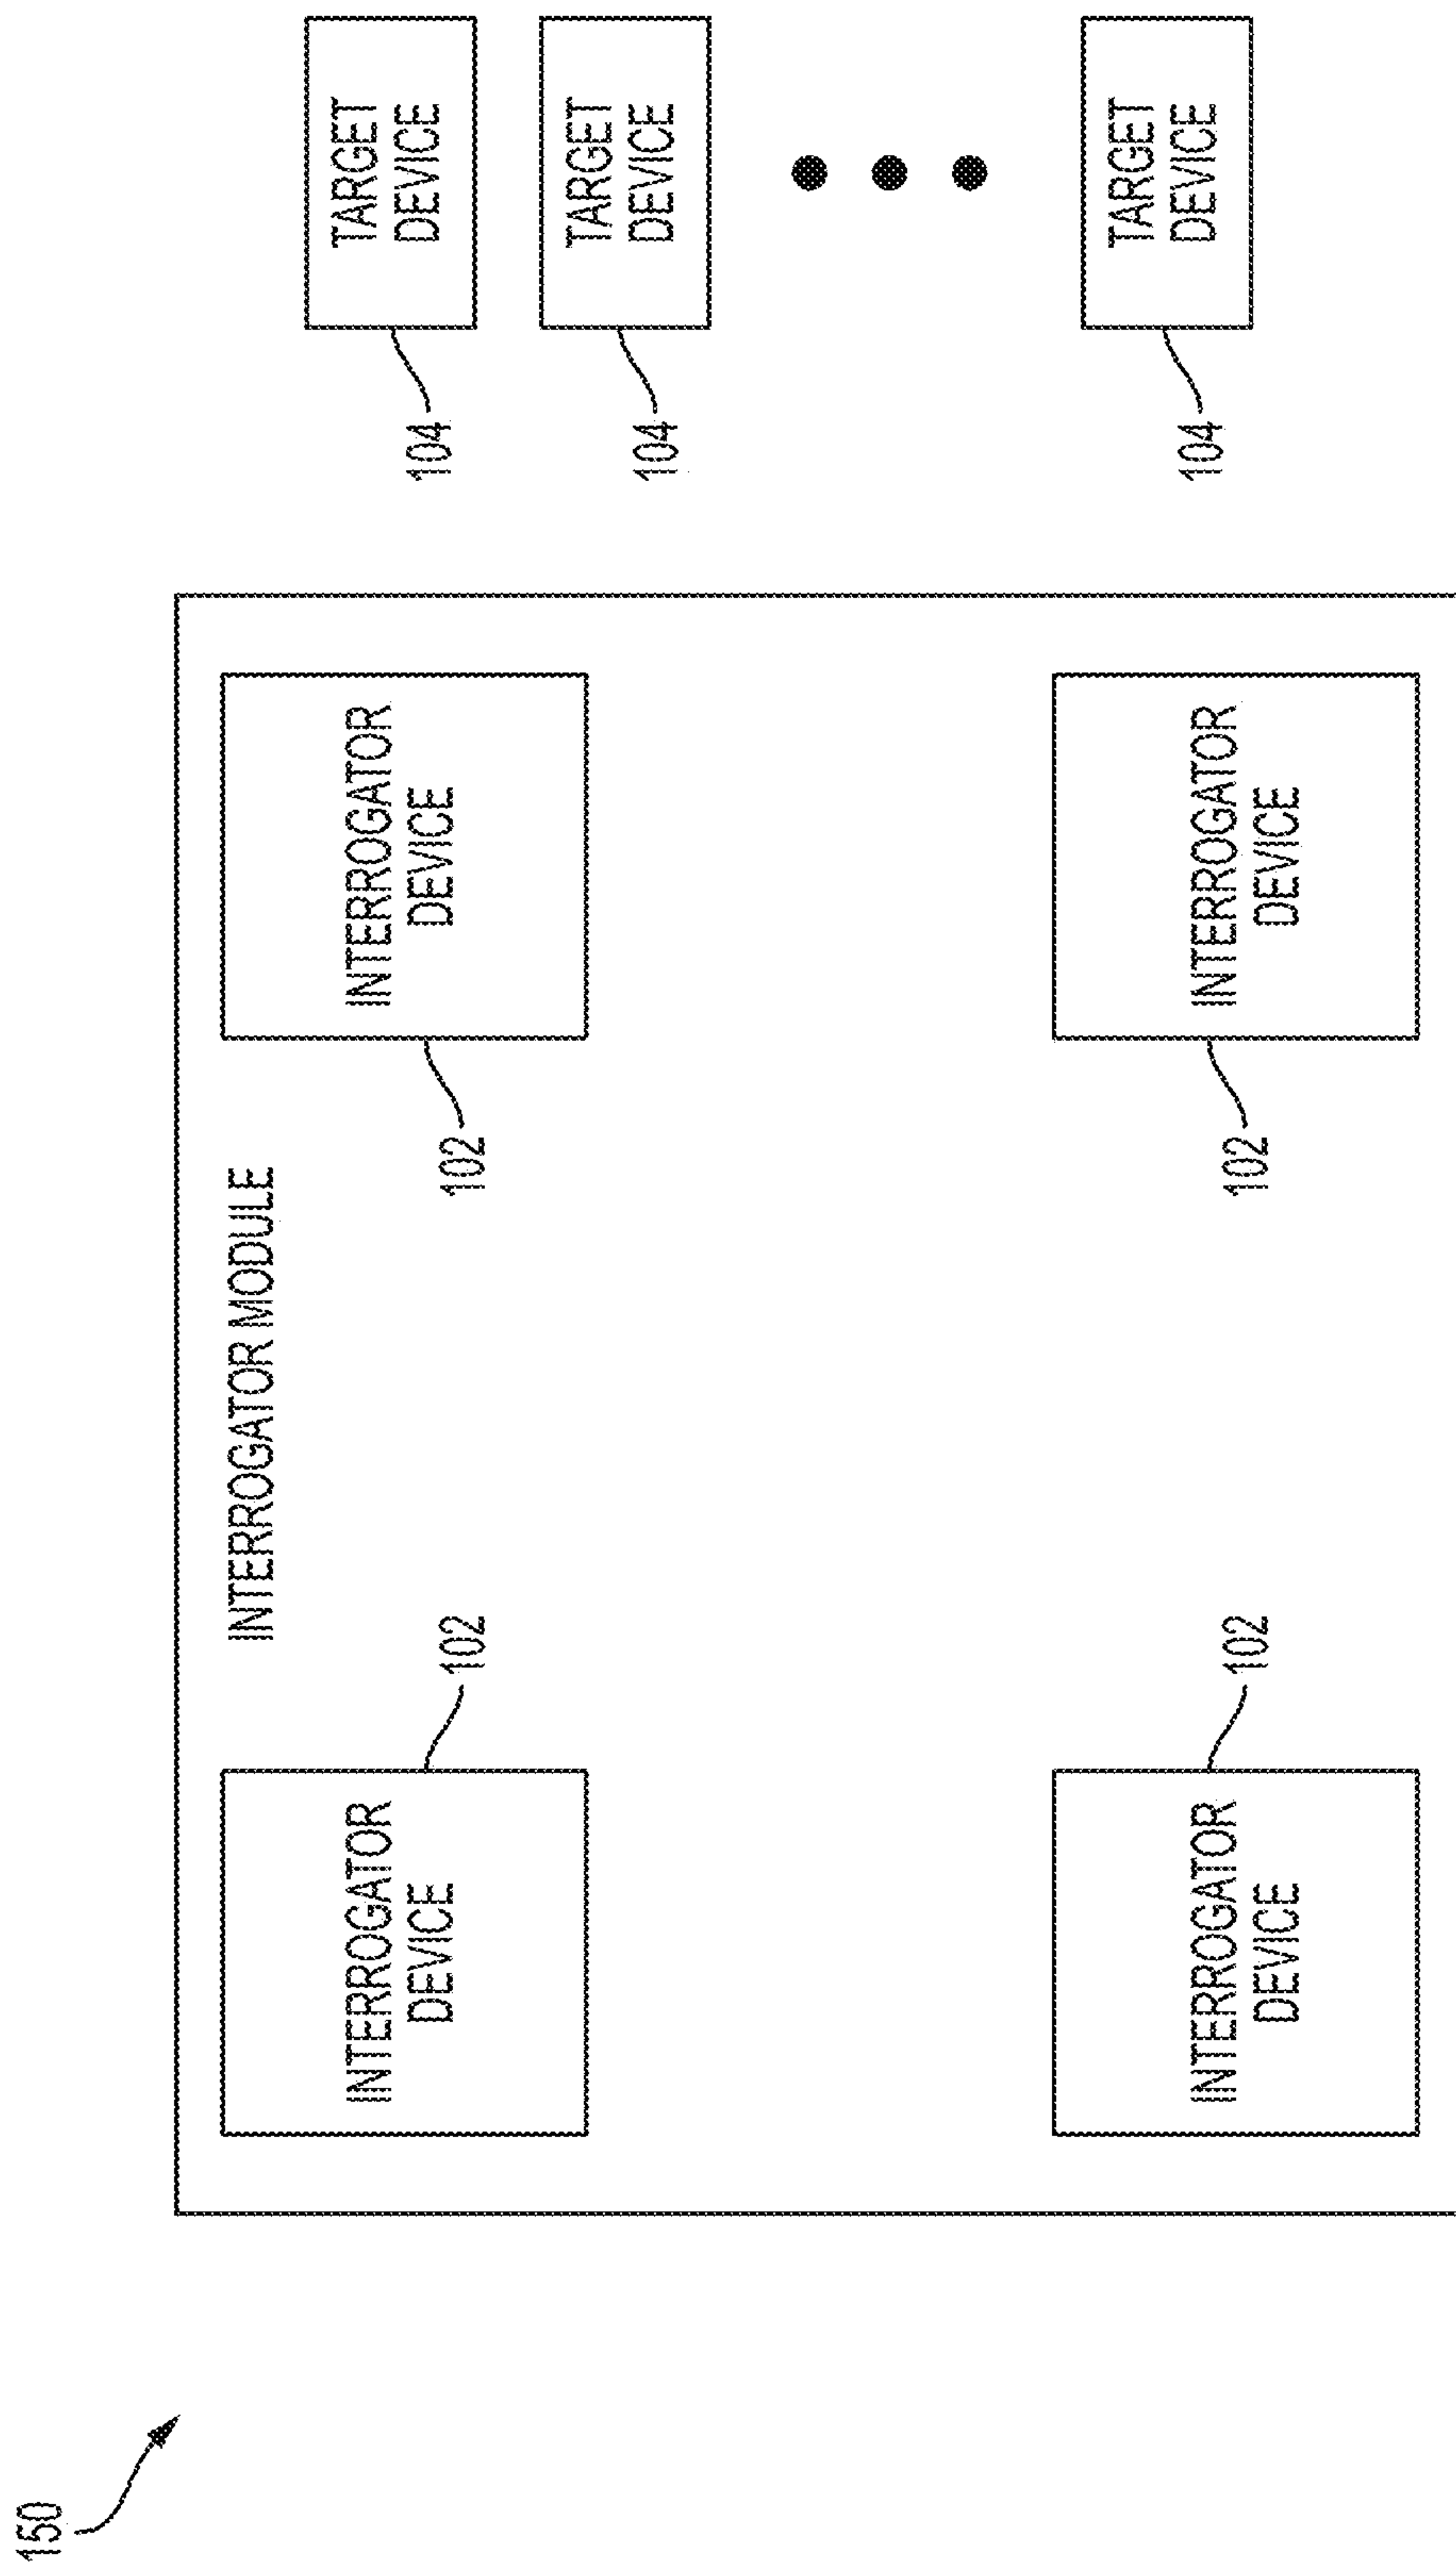 150
INTERROGATOR MODULE
INTERROGATOR
DEVICE
102
INTERROGATOR
DEVICE
102
TARGET
DEVICE
104
TARGET
DEVICE
104
INTERROGATOR
DEVICE
102
INTERROGATOR
DEVICE
102
TARGET
DEVICE
104